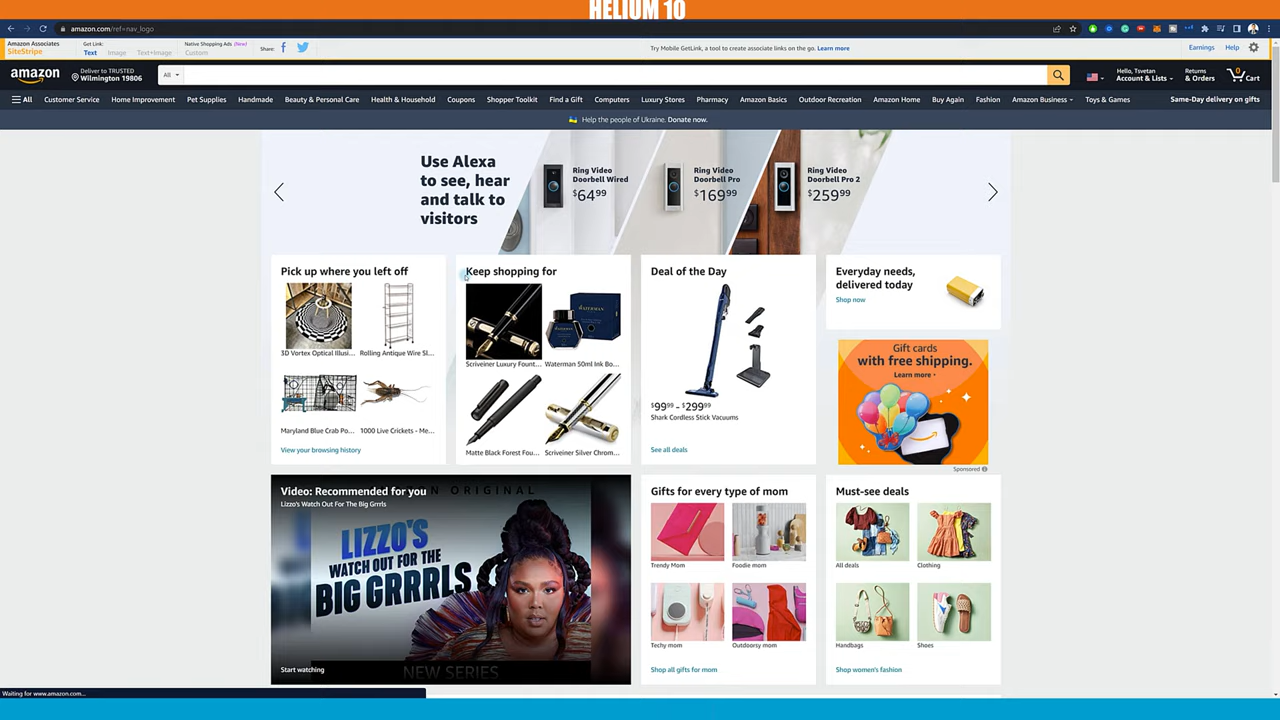 HELIUM 10
amazon.com/ref=nav_logo
Amazon Associates
SiteStripe
Get Link:
Text
Image
Text+Image
Native Shopping Ads (New)
Custom
Share:
Try Mobile GetLink, a tool to create associate links on the go. Learn more
Earnings
Help
amazon
Deliver to TRUSTED
Wilmington 19806
All
Hello, Tsvetan
Account & Lists
Returns
& Orders
0
Cart
All
Customer Service
Home Improvement
Pet Supplies
Handmade
Beauty & Personal Care
Health & Household
Coupons
Shopper Toolkit
Find a Gift
Computers
Luxury Stores
Pharmacy
Amazon Basics
Outdoor Recreation
Amazon Home
Buy Again
Fashion
Amazon Business
Toys & Games
Same-Day delivery on gifts
Help the people of Ukraine. Donate now.
Use Alexa
to see, hear
and talk to
visitors
Ring Video
Doorbell Wired
$64 99
Ring Video
Doorbell Pro
$169 99
Ring Video
Doorbell Pro 2
$259 99
Pick up where you left off
3D Vortex Optical Illusi...
Rolling Antique Wire Sl...
Maryland Blue Crab Po...
1000 Live Crickets - Me...
View your browsing history
Keep shopping for
WATERMAN
Scriveiner Luxury Fount...
Waterman 50ml Ink Bo...
Matte Black Forest Fou...
Scriveiner Silver Chrom...
Deal of the Day
$99 99 - $299 99
Shark Cordless Stick Vacuums
See all deals
Everyday needs,
delivered today
Shop now
Gift cards
with free shipping.
Learn more
Sponsored
Video: Recommended for you
ORIGINAL
Lizzo's Watch Out For The Big Grrrls
LIZZO'S
WATCH OUT FOR THE
BIG GRRRLS
Start watching
NEW SERIES
Gifts for every type of mom
Trendy Mom
Foodie mom
Techy mom
Outdoorsy mom
Shop all gifts for mom
Must-see deals
All deals
Clothing
Handbags
Shoes
Shop women's fashion
Waiting for www.amazon.com...